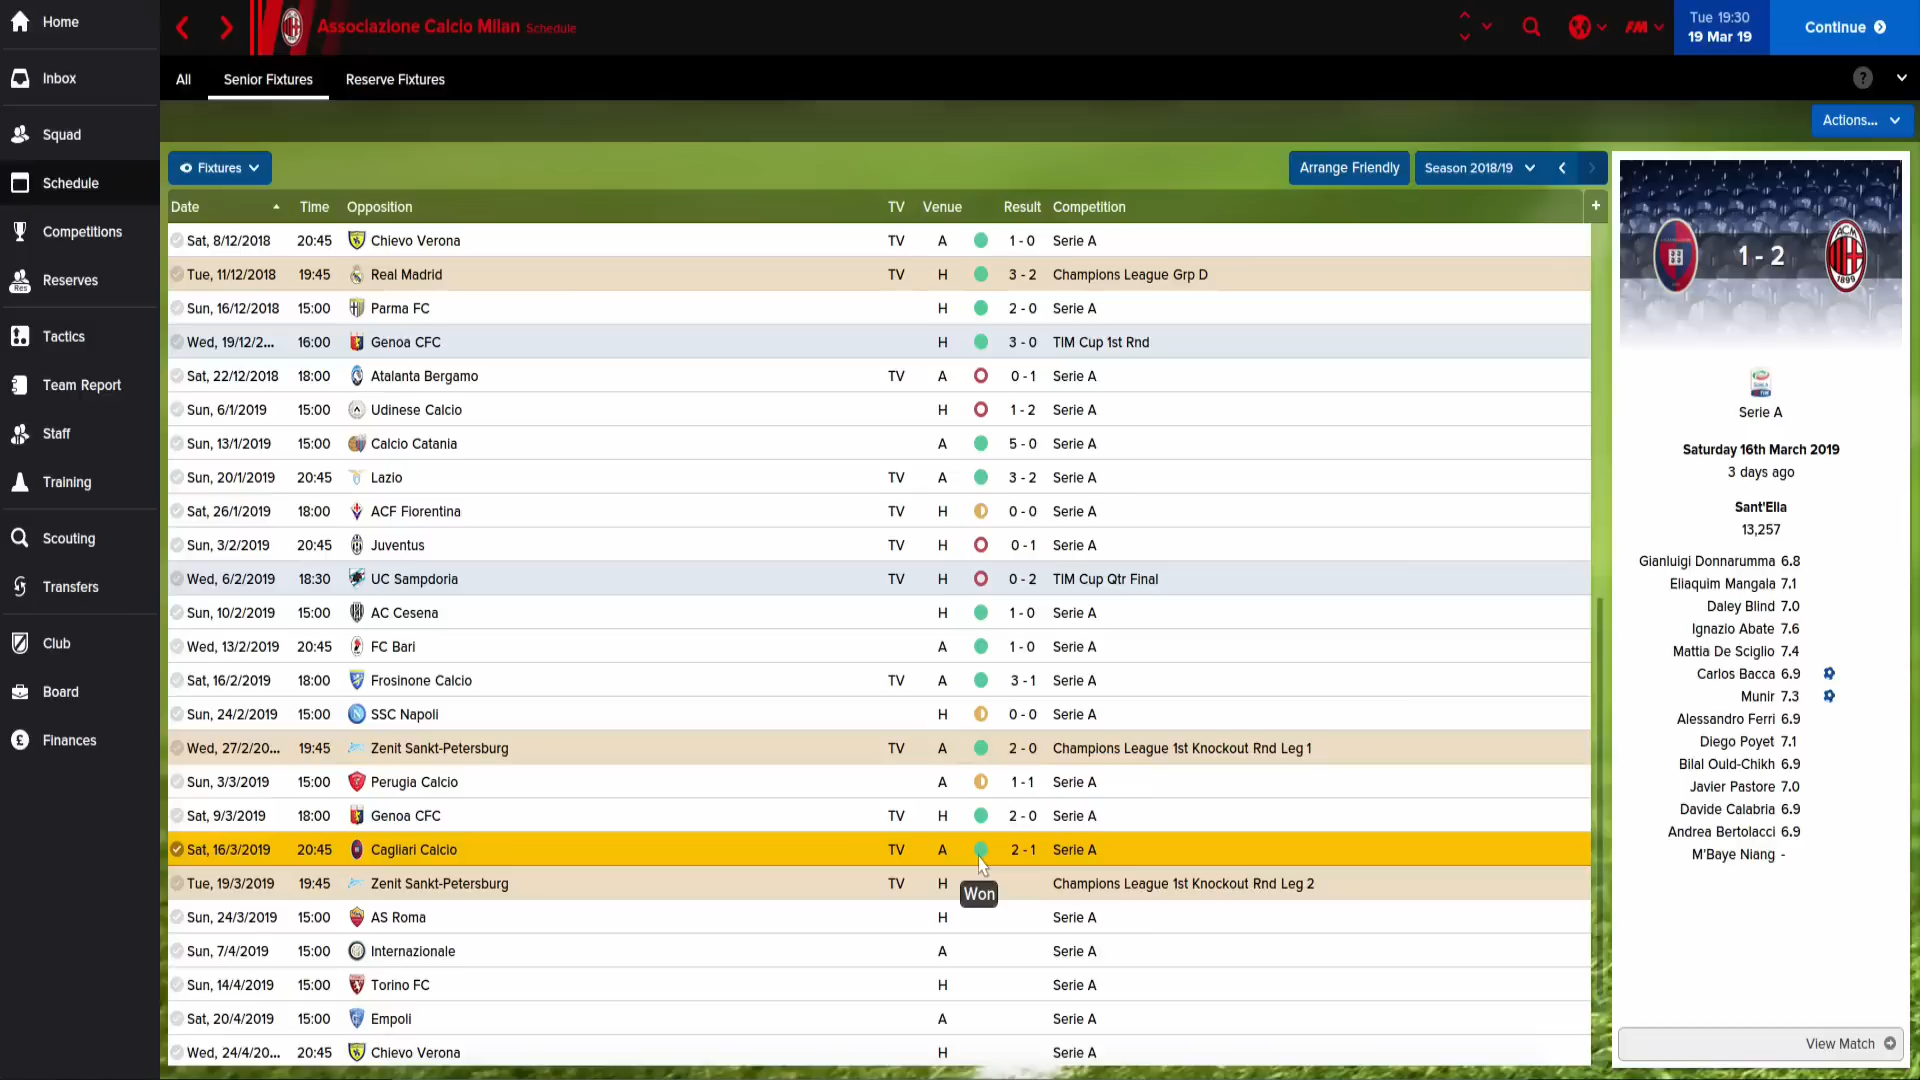 Home
Inbox
Squad
Schedule
Competitions
Reserves
Tactics
Team Report
Staff
Training
Scouting
Transfers
Club
Board
Finances
Associazione Calcio Milan Schedule
Tue 19:30
19 Mar 19
Continue
All Senior Fixtures Reserve Fixtures
Actions...
Fixtures
Arrange Friendly
Season 2018/19
Date Time Opposition TV Venue Result Competition
Sat, 8/12/2018 20:45 Chievo Verona TV A 1 - 0 Serie A
Tue, 11/12/2018 19:45 Real Madrid TV H 3 - 2 Champions League Grp D
Sun, 16/12/2018 15:00 Parma FC H 2 - 0 Serie A
Wed, 19/12/2... 16:00 Genoa CFC H 3 - 0 TIM Cup 1st Rnd
Sat, 22/12/2018 18:00 Atalanta Bergamo TV A 0 - 1 Serie A
Sun, 6/1/2019 15:00 Udinese Calcio H 1 - 2 Serie A
Sun, 13/1/2019 15:00 Calcio Catania A 5 - 0 Serie A
Sun, 20/1/2019 20:45 Lazio TV A 3 - 2 Serie A
Sat, 26/1/2019 18:00 ACF Fiorentina TV H 0 - 0 Serie A
Sun, 3/2/2019 20:45 Juventus TV H 0 - 1 Serie A
Wed, 6/2/2019 18:30 UC Sampdoria TV H 0 - 2 TIM Cup Qtr Final
Sun, 10/2/2019 15:00 AC Cesena H 1 - 0 Serie A
Wed, 13/2/2019 20:45 FC Bari A 1 - 0 Serie A
Sat, 16/2/2019 18:00 Frosinone Calcio TV A 3 - 1 Serie A
Sun, 24/2/2019 15:00 SSC Napoli H 0 - 0 Serie A
Wed, 27/2/20... 19:45 Zenit Sankt-Petersburg TV A 2 - 0 Champions League 1st Knockout Rnd Leg 1
Sun, 3/3/2019 15:00 Perugia Calcio A 1 - 1 Serie A
Sat, 9/3/2019 18:00 Genoa CFC TV H 2 - 0 Serie A
Sat, 16/3/2019 20:45 Cagliari Calcio TV A 2 - 1 Serie A
Tue, 19/3/2019 19:45 Zenit Sankt-Petersburg TV H Champions League 1st Knockout Rnd Leg 2
Won
Sun, 24/3/2019 15:00 AS Roma H Serie A
Sun, 7/4/2019 15:00 Internazionale A Serie A
Sun, 14/4/2019 15:00 Torino FC H Serie A
Sat, 20/4/2019 15:00 Empoli A Serie A
Wed, 24/4/20... 20:45 Chievo Verona H Serie A
1 - 2
ACM
1899
Serie A
Saturday 16th March 2019
3 days ago
Sant'Elia
13,257
Gianluigi Donnarumma 6.8
Eliaquim Mangala 7.1
Daley Blind 7.0
Ignazio Abate 7.6
Mattia De Sciglio 7.4
Carlos Bacca 6.9
Munir 7.3
Alessandro Ferri 6.9
Diego Poyet 7.1
Bilal Ould-Chikh 6.9
Javier Pastore 7.0
Davide Calabria 6.9
Andrea Bertolacci 6.9
M'Baye Niang -
View Match